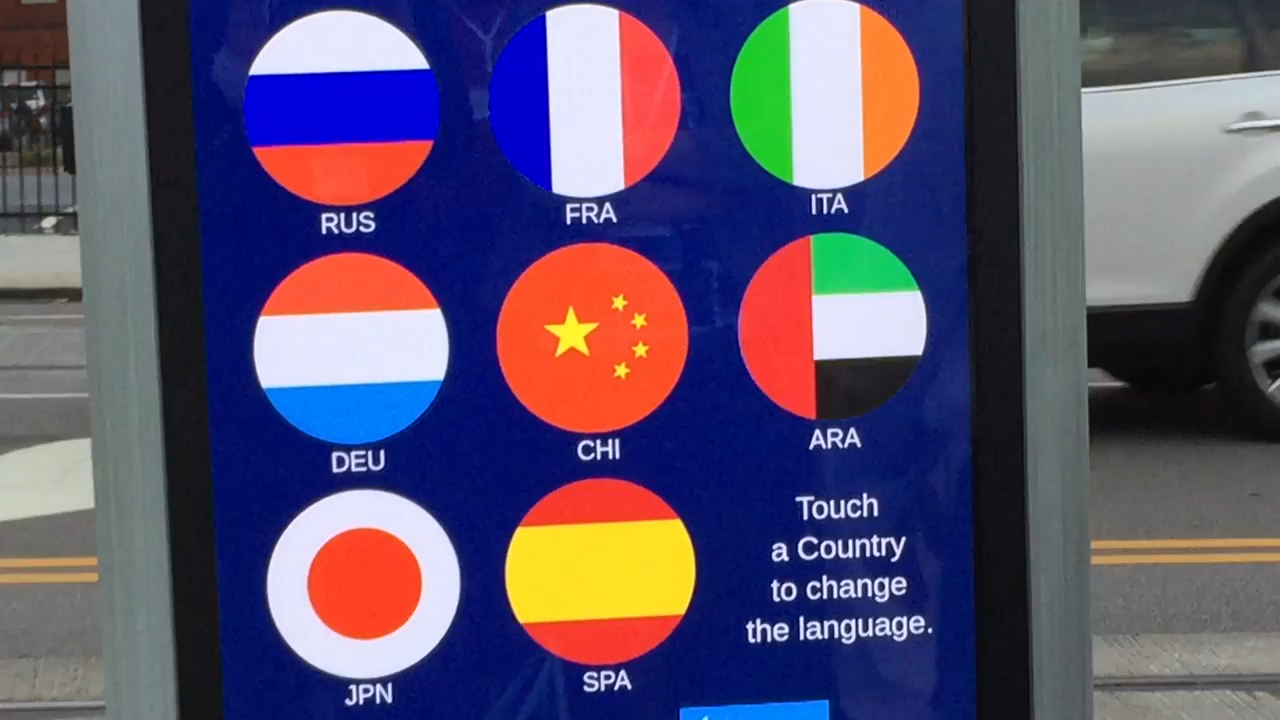 RUS
FRA
ITA
DEU
CHI
ARA
JPN
SPA
Touch
a Country
to change
the language.